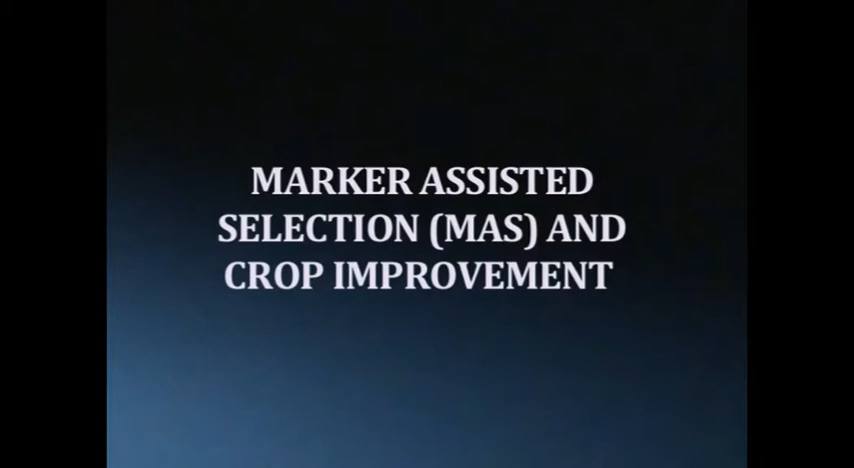 MARKER ASSISTED
SELECTION (MAS) AND
CROP IMPROVEMENT